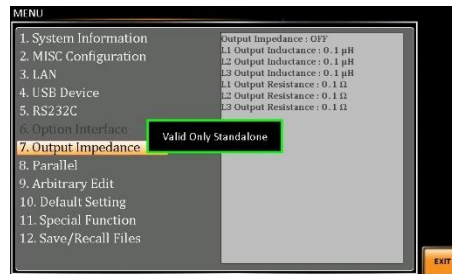 MENU
1. System Information
2. MISC Configuration
3. LAN
4. USB Device
5. RS232C
6. Option Interface
7. Output Impedance
8. Parallel
9. Arbitrary Edit
10. Default Setting
11. Special Function
12. Save/Recall Files
Output Impedance : OFF
L1 Output Inductance : 0.1 μH
L2 Output Inductance : 0.1 μH
L3 Output Inductance : 0.1 μH
L1 Output Resistance : 0.1 Ω
L2 Output Resistance : 0.1 Ω
L3 Output Resistance : 0.1 Ω
Valid Only Standalone
EXIT